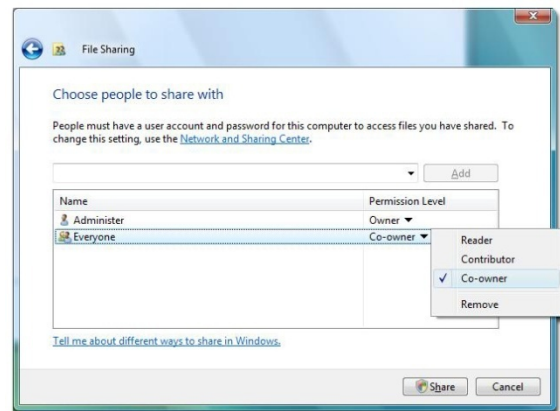 File Sharing
Choose people to share with
People must have a user account and password for this computer to access files you have shared. To
change this setting, use the Network and Sharing Center.
Add
Name Permission Level
Administer Owner
Everyone Co-owner
Reader
Contributor
Co-owner
Remove
Tell me about different ways to share in Windows.
Share Cancel